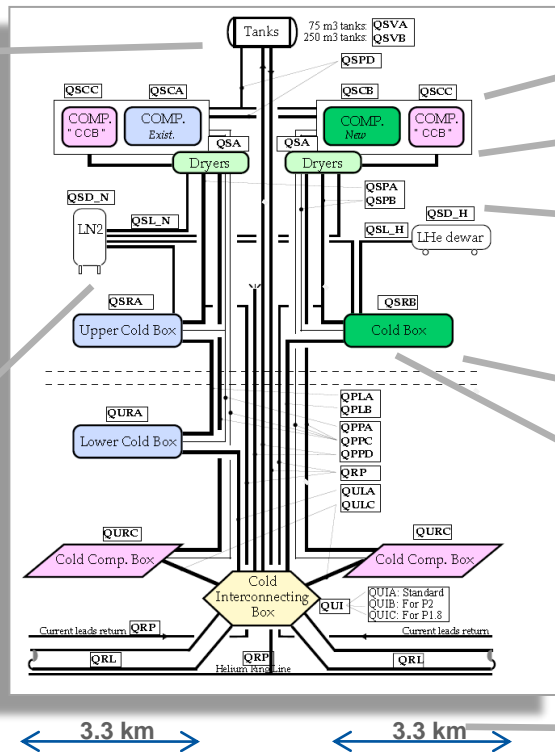 Tanks
75 m3 tanks: QSVA
250 m3 tanks: QSVB
QSPD
QSCC
QSCA
QSCB
QSCC
COMP.
"CCB"
COMP.
Exist.
COMP.
New
COMP.
"CCB"
QSA
QSA
Dryers
Dryers
QSPA
QSPB
QSD_N
QSL_N
LN2
QSD_H
QSL_H
LHe dewar
QSRA
QSRB
Upper Cold Box
Cold Box
QPLA
QPLB
QURA
QPPA
QPPC
QPPD
Lower Cold Box
QRP
QULA
QULC
QURC
QURC
Cold Comp. Box
Cold Comp. Box
Cold
Interconnecting
Box
QUI
QUIA: Standard
QUIB: For P2
QUIC: For P1.8
Current leads return
QRP
Current leads return
QRL
QRP
QRL
Helium Ring Line
3.3 km
3.3 km